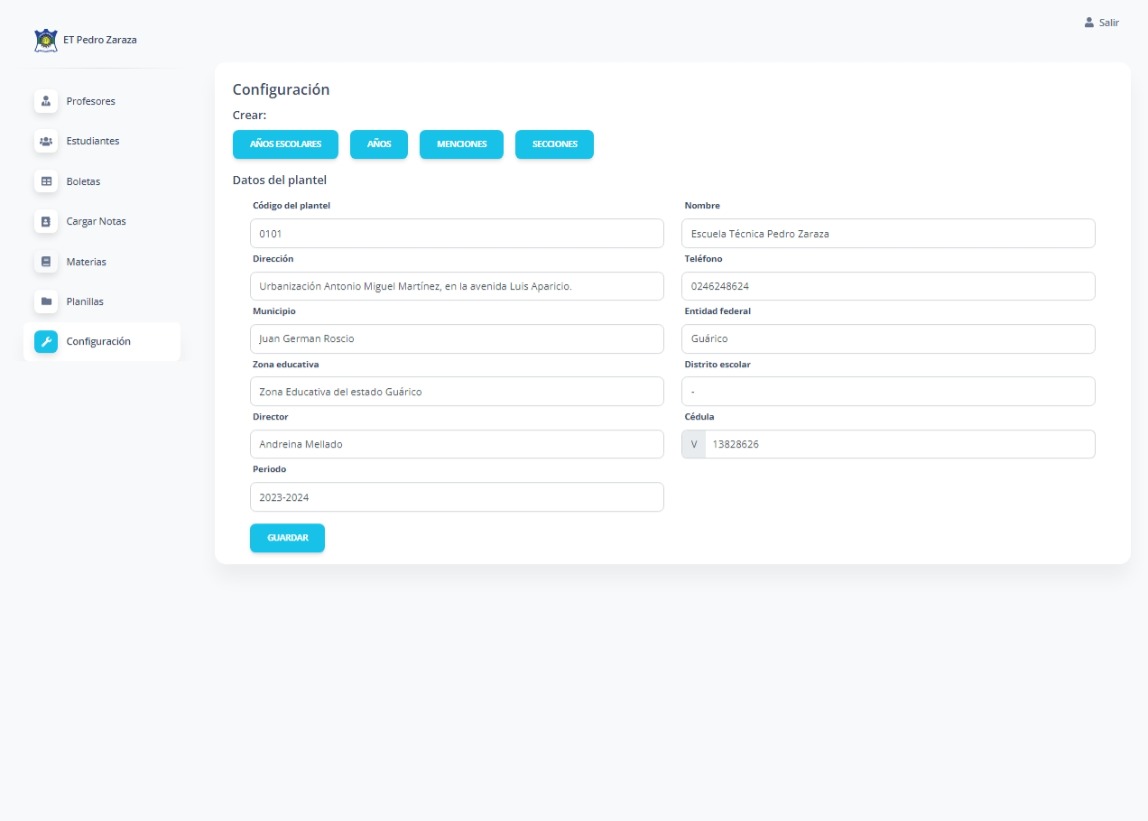 Salir
ET Pedro Zaraza
Profesores
Estudiantes
Boletas
Cargar Notas
Materias
Planillas
Configuración
Configuración
Crear:
AÑOS ESCOLARES AÑOS MENCIONES SECCIONES
Datos del plantel
Código del plantel Nombre
0101 Escuela Técnica Pedro Zaraza
Dirección Teléfono
Urbanización Antonio Miguel Martínez, en la avenida Luis Aparicio. 0246248624
Municipio Entidad federal
Juan German Roscio Guárico
Zona educativa Distrito escolar
Zona Educativa del estado Guárico -
Director Cédula
Andreina Mellado V 13828626
Periodo
2023-2024
GUARDAR